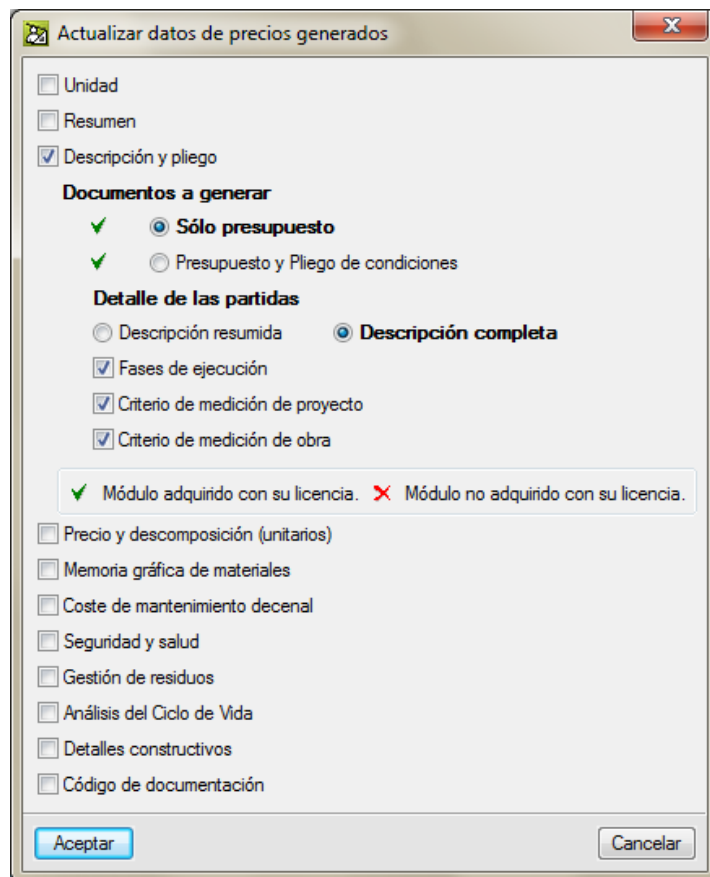 Actualizar datos de precios generados
Unidad
Resumen
Descripción y pliego
Documentos a generar
Sólo presupuesto
Presupuesto y Pliego de condiciones
Detalle de las partidas
Descripción resumida Descripción completa
Fases de ejecución
Criterio de medición de proyecto
Criterio de medición de obra
Módulo adquirido con su licencia. Módulo no adquirido con su licencia.
Precio y descomposición (unitarios)
Memoria gráfica de materiales
Coste de mantenimiento decenal
Seguridad y salud
Gestión de residuos
Análisis del Ciclo de Vida
Detalles constructivos
Código de documentación
Aceptar Cancelar